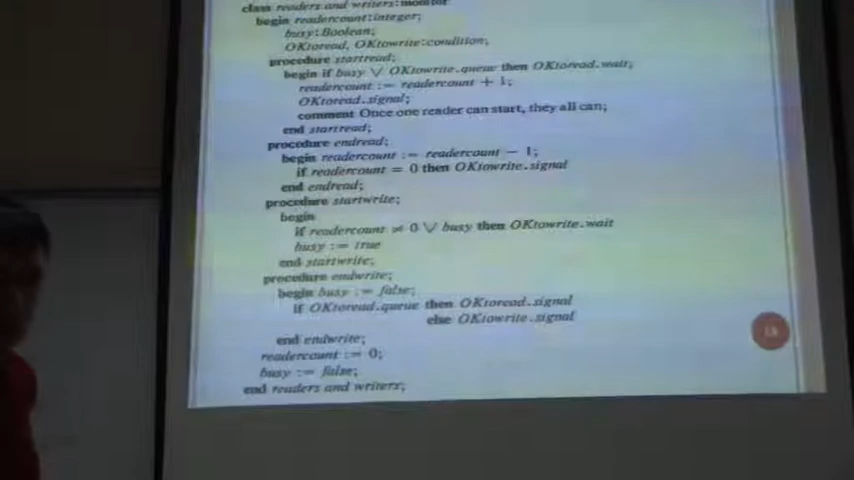 class readers and writers:monitor
begin readercount:integer;
busy:Boolean;
OKtoread, OKtowrite:condition;
procedure startread;
begin if busy ∨ OKtowrite.queue then OKtoread.wait;
readercount := readercount + 1;
OKtoread.signal;
comment Once one reader can start, they all can;
end startread;
procedure endread;
begin readercount := readercount − 1;
if readercount = 0 then OKtowrite.signal
end endread;
procedure startwrite;
begin
if readercount ≠ 0 ∨ busy then OKtowrite.wait
busy := true
end startwrite;
procedure endwrite;
begin busy := false;
if OKtoread.queue then OKtoread.signal
else OKtowrite.signal
end endwrite;
readercount := 0;
busy := false;
end readers and writers;